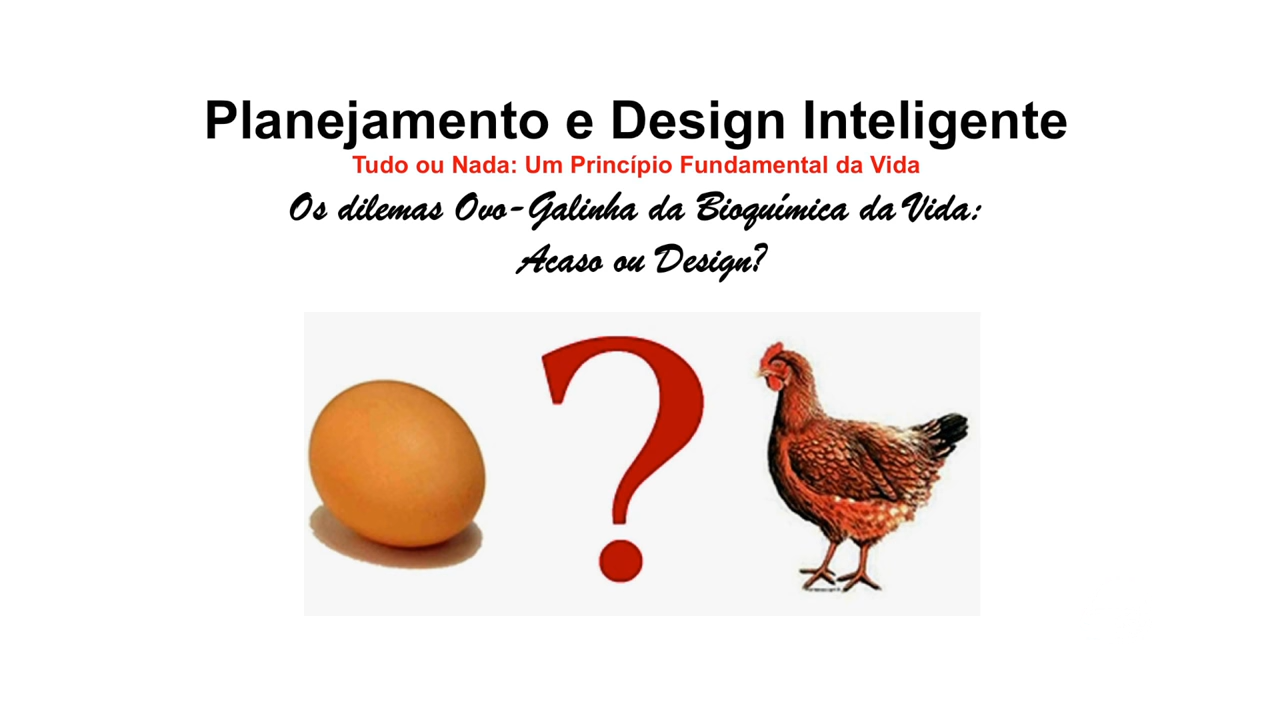 Planejamento e Design Inteligente
Tudo ou Nada: Um Princípio Fundamental da Vida
Os dilemas Ovo-Galinha da Bioquímica da Vida:
Acaso ou Design?
?